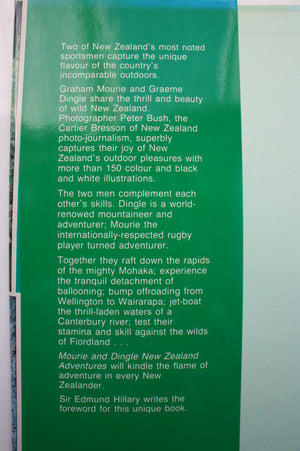 Two of New Zealand's most noted
sportsmen capture the unique
flavour of the country's
incomparable outdoors.
Graham Mourie and Graeme
Dingle share the thrill and beauty
of wild New Zealand.
Photographer Peter Bush, the
Cartier Bresson of New Zealand
photo-journalism, superbly
captures their joy of New
Zealand's outdoor pleasures with
more than 150 colour and black
and white illustrations.
The two men complement each
other's skills. Dingle is a world-
renowed mountaineer and
adventurer; Mourie the
internationally-respected rugby
player turned adventurer.
Together they raft down the rapids
of the mighty Mohaka; experience
the tranquil detachment of
ballooning; bump offroading from
Wellington to Wairarapa; jet-boat
the thrill-laden waters of a
Canterbury river; test their
stamina and skill against the wilds
of Fiordland . . .
Mourie and Dingle New Zealand
Adventures will kindle the flame of
adventure in every New
Zealander.
Sir Edmund Hillary writes the
foreword for this unique book.